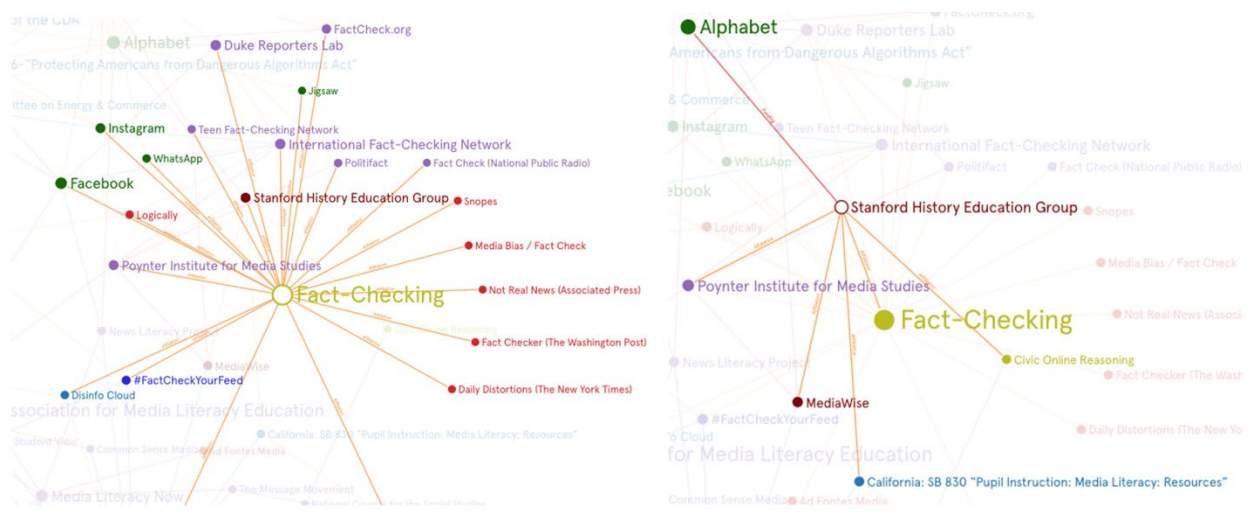 of the CDA
FactCheck.org
Alphabet
Duke Reporters Lab
6-“Protecting Americans from Dangerous Algorithms Act”
Jigsaw
ittee on Energy & Commerce
Instagram
Teen Fact-Checking Network
International Fact-Checking Network
WhatsApp
Politifact
Fact Check (National Public Radio)
Facebook
Stanford History Education Group
Snopes
Logically
Media Bias / Fact Check
Poynter Institute for Media Studies
Not Real News (Associated Press)
Fact-Checking
News Literacy Project
Civic Online Reasoning
Fact Checker (The Washington Post)
MediaWise
#FactCheckYourFeed
Disinfo Cloud
Daily Distortions (The New York Times)
ssociation for Media Literacy Education
California: SB 830 “Pupil Instruction: Media Literacy: Resources”
Student View
Common Sense Media
Ad Fontes Media
Media Literacy Now
The Message Movement
FactCheck.org
Alphabet
Duke Reporters Lab
Americans from Dangerous Algorithms Act”
Jigsaw
& Commerce
Instagram
Teen Fact-Checking Network
International Fact-Checking Network
WhatsApp
Politifact
Fact Check (National Public Radio)
ebook
Stanford History Education Group
Snopes
Logically
Media Bias / Fact Check
Poynter Institute for Media Studies
Not Real News (Associ
Fact-Checking
News Literacy Project
Civic Online Reasoning
Fact Checker (The Wash
MediaWise
#FactCheckYourFeed
fo Cloud
Daily Distortions (The New Yo
for Media Literacy Education
California: SB 830 “Pupil Instruction: Media Literacy: Resources”
Common Sense Media
Ad Fontes Media